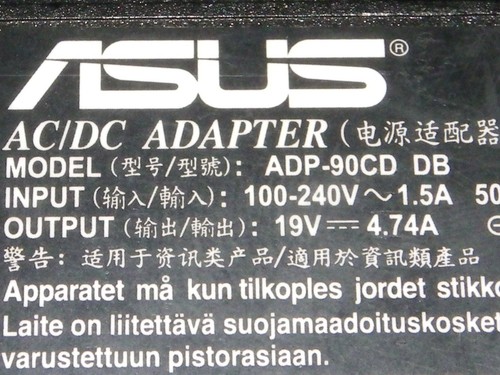 ASUS®
AC/DC ADAPTER (电源适配器
MODEL (型号/型號): ADP-90CD DB
INPUT (输入/輸入): 100-240V ~ 1.5A 50
OUTPUT (输出/輸出): 19V ⎓ 4.74A
警告: 适用于资讯类产品/適用於資訊類產品
Apparatet må kun tilkoples jordet stikko
Laite on liitettävä suojamaadoituskosket
varustettuun pistorasiaan.